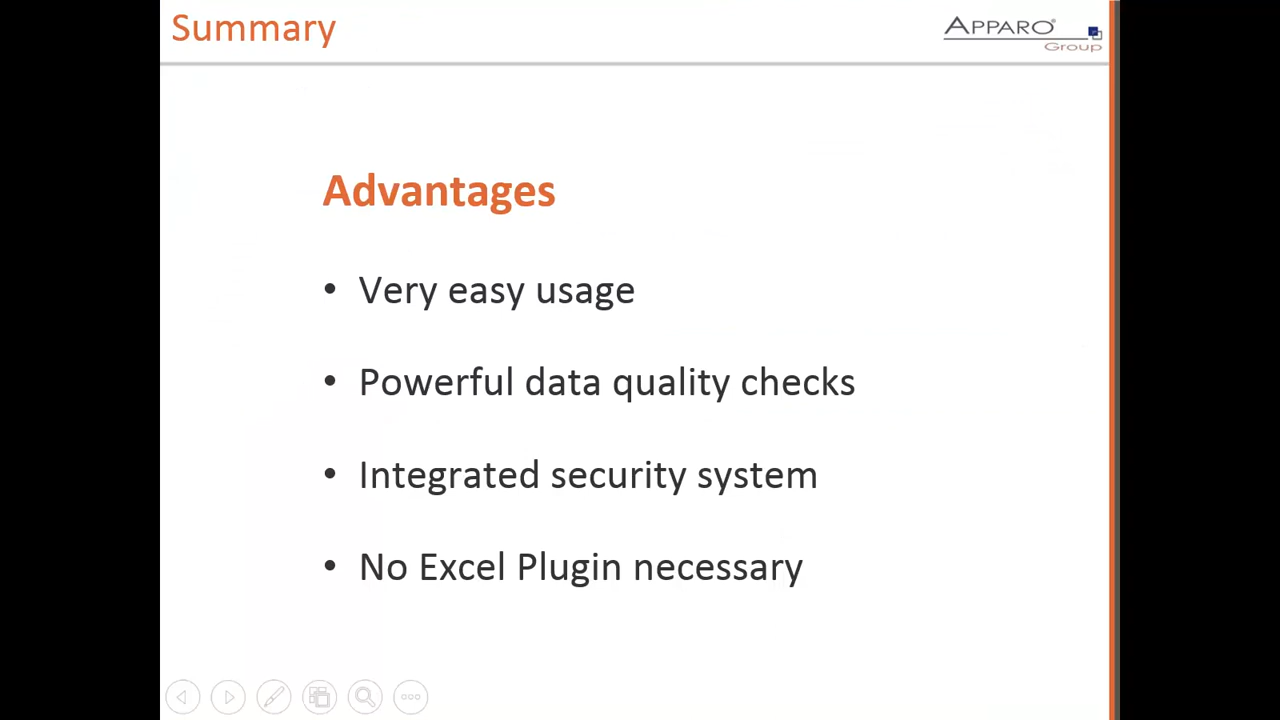 Summary
APPARO®
Group
Advantages
• Very easy usage
• Powerful data quality checks
• Integrated security system
• No Excel Plugin necessary